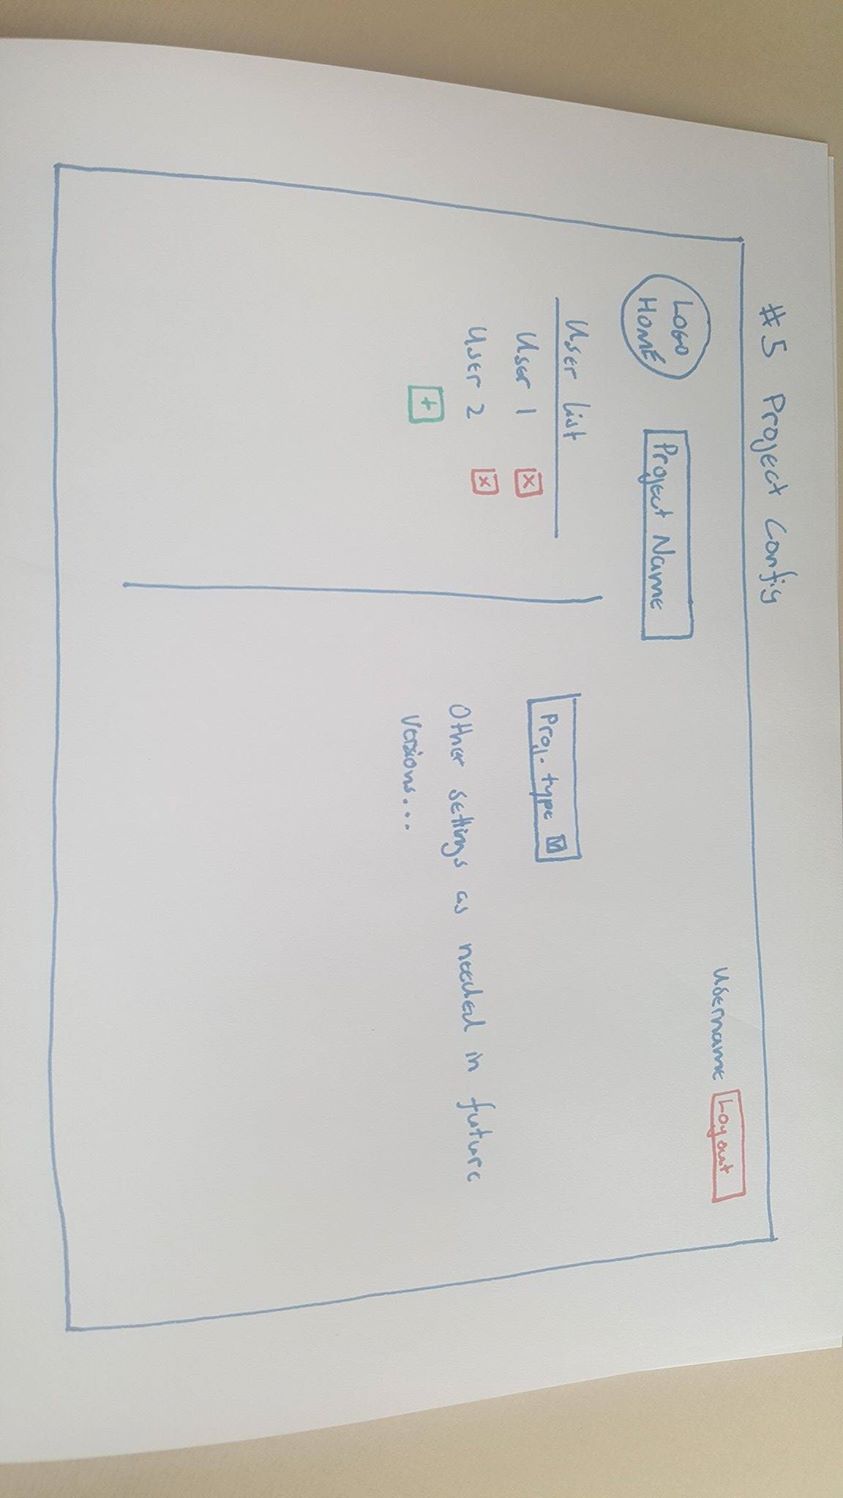 #5 Project Config
LOGO
HOME
Project Name
Username
Logout
User List
User 1
x
User 2
x
+
Proj. type
Other settings as needed in future
versions...